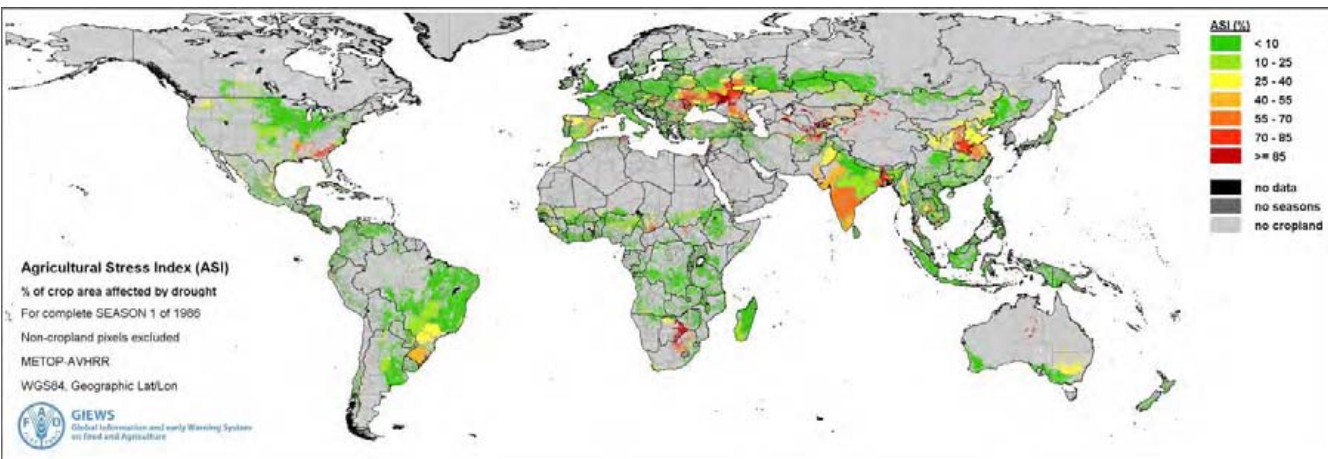 ASI (%)
< 10
10 - 25
25 - 40
40 - 55
55 - 70
70 - 85
>= 85
no data
no seasons
no cropland
Agricultural Stress Index (ASI)
% of crop area affected by drought
For complete SEASON 1 of 1986
Non-cropland pixels excluded
METOP-AVHRR
WGS84, Geographic Lat/Lon
FAO
GIEWS
Global Information and early Warning System
on Food and Agriculture